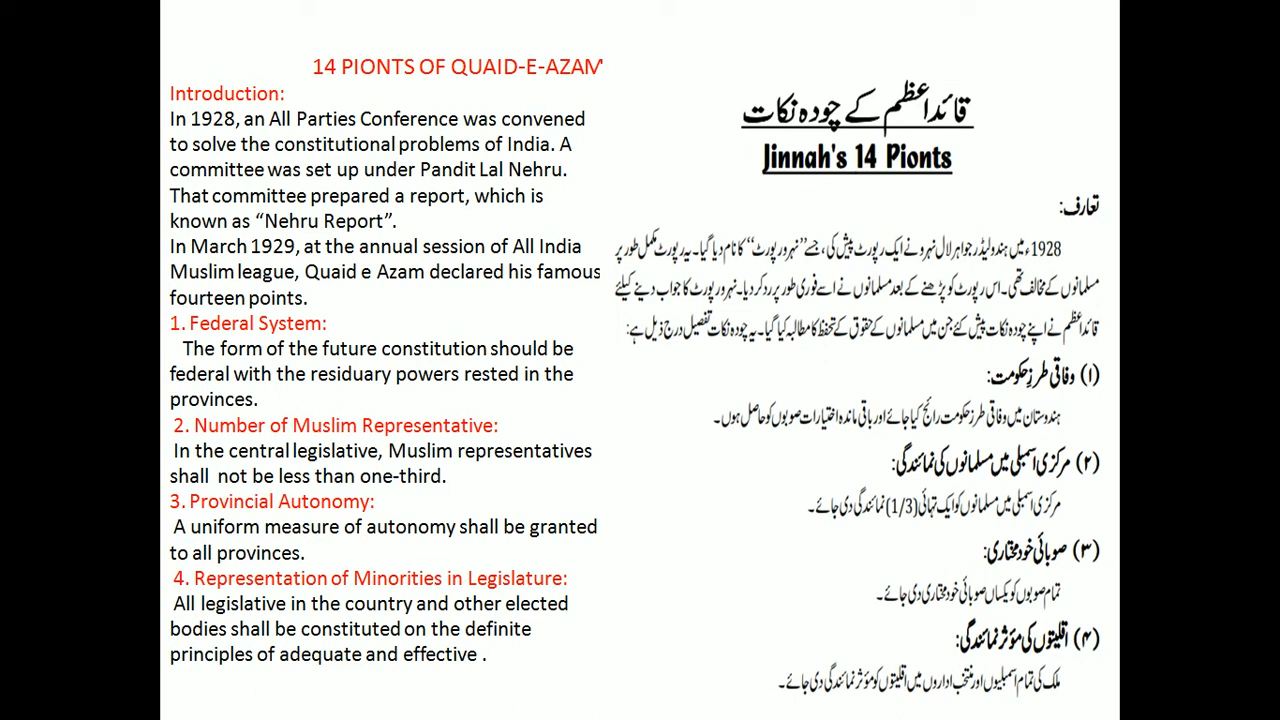 14 PIONTS OF QUAID-E-AZAM
Introduction:
In 1928, an All Parties Conference was convened
to solve the constitutional problems of India. A
committee was set up under Pandit Lal Nehru.
That committee prepared a report, which is
known as “Nehru Report”.
In March 1929, at the annual session of All India
Muslim league, Quaid e Azam declared his famous
fourteen points.
1. Federal System:
The form of the future constitution should be
federal with the residuary powers rested in the
provinces.
2. Number of Muslim Representative:
In the central legislative, Muslim representatives
shall not be less than one-third.
3. Provincial Autonomy:
A uniform measure of autonomy shall be granted
to all provinces.
4. Representation of Minorities in Legislature:
All legislative in the country and other elected
bodies shall be constituted on the definite
principles of adequate and effective .
قائداعظم کے چودہ نکات
Jinnah's 14 Pionts
تعارف:
1928ء میں ہندو لیڈر جواہر لال نہرو نے ایک رپورٹ پیش کی، جسے ”نہرو رپورٹ“ کا نام دیا گیا۔ یہ رپورٹ مکمل طور پر
مسلمانوں کے مخالف تھی۔ اس رپورٹ کو پڑھنے کے بعد مسلمانوں نے اسے فوری طور پر رد کر دیا۔ نہرو رپورٹ کا جواب دینے کیلئے
قائداعظم نے اپنے چودہ نکات پیش کئے جن میں مسلمانوں کے حقوق کے تحفظ کا مطالبہ کیا گیا۔ یہ چودہ نکات تفصیل درج ذیل ہے:
(۱) وفاقی طرزِ حکومت:
ہندوستان میں وفاقی طرز حکومت رائج کیا جائے اور باقی ماندہ اختیارات صوبوں کو حاصل ہوں۔
(۲) مرکزی اسمبلی میں مسلمانوں کی نمائندگی:
مرکزی اسمبلی میں مسلمانوں کو ایک تہائی (1/3) نمائندگی دی جائے۔
(۳) صوبائی خود مختاری:
تمام صوبوں کو یکساں صوبائی خود مختاری دی جائے۔
(۴) اقلیتوں کی مؤثر نمائندگی:
ملک کی تمام اسمبلیوں اور منتخب اداروں میں اقلیتوں کو مؤثر نمائندگی دی جائے۔